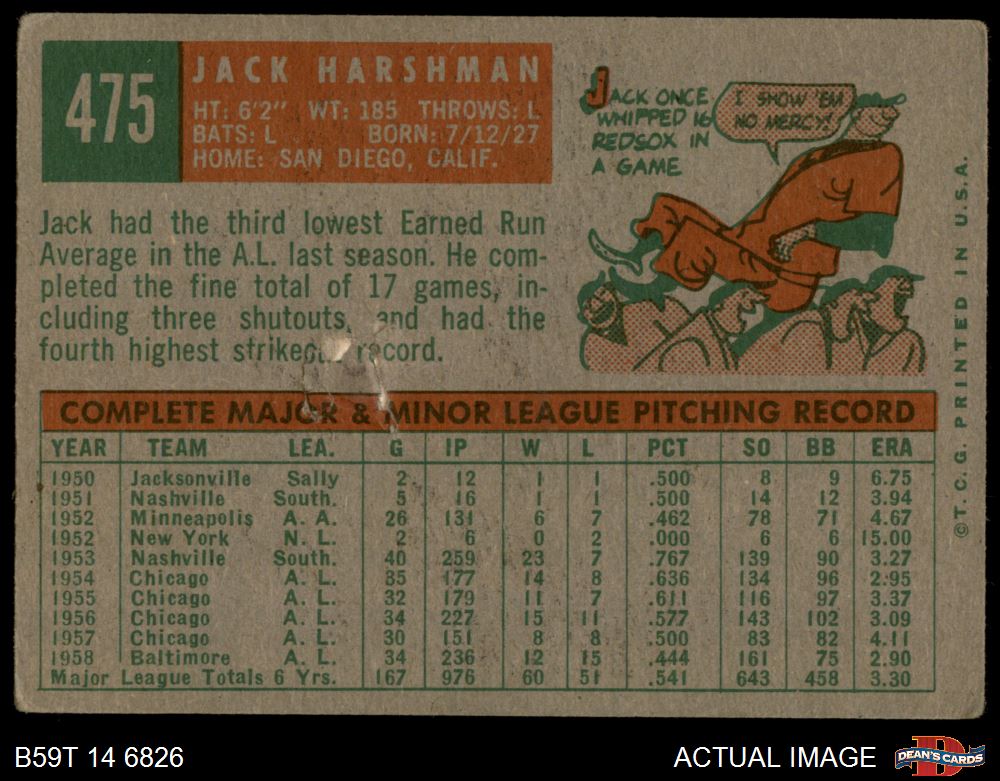 475
JACK HARSHMAN
HT: 6'2" WT: 185 THROWS: L
BATS: L BORN: 7/12/27
HOME: SAN DIEGO, CALIF.
JACK ONCE
WHIPPED 16
REDSOX IN
A GAME
I SHOW 'EM
NO MERCY!
Jack had the third lowest Earned Run
Average in the A.L. last season. He com-
pleted the fine total of 17 games, in-
cluding three shutouts, and had the
fourth highest strikeout record.
COMPLETE MAJOR & MINOR LEAGUE PITCHING RECORD
YEAR TEAM LEA. G IP W L PCT SO BB ERA
1950 Jacksonville Sally 2 12 1 1 .500 8 9 6.75
1951 Nashville South. 5 16 1 1 .500 14 12 3.94
1952 Minneapolis A. A. 26 131 6 7 .462 78 71 4.67
1952 New York N. L. 2 6 0 2 .000 6 6 15.00
1953 Nashville South. 40 259 23 7 .767 139 90 3.27
1954 Chicago A. L. 35 177 14 8 .636 134 96 2.95
1955 Chicago A. L. 32 179 11 7 .611 116 97 3.37
1956 Chicago A. L. 34 227 15 11 .577 143 102 3.09
1957 Chicago A. L. 30 151 8 8 .500 83 82 4.11
1958 Baltimore A. L. 34 236 12 15 .444 161 75 2.90
Major League Totals 6 Yrs. 167 976 60 51 .541 643 458 3.30
©T. C. G. PRINTED IN U.S.A.
B59T 14 6826
ACTUAL IMAGE
D
DEAN'S CARDS